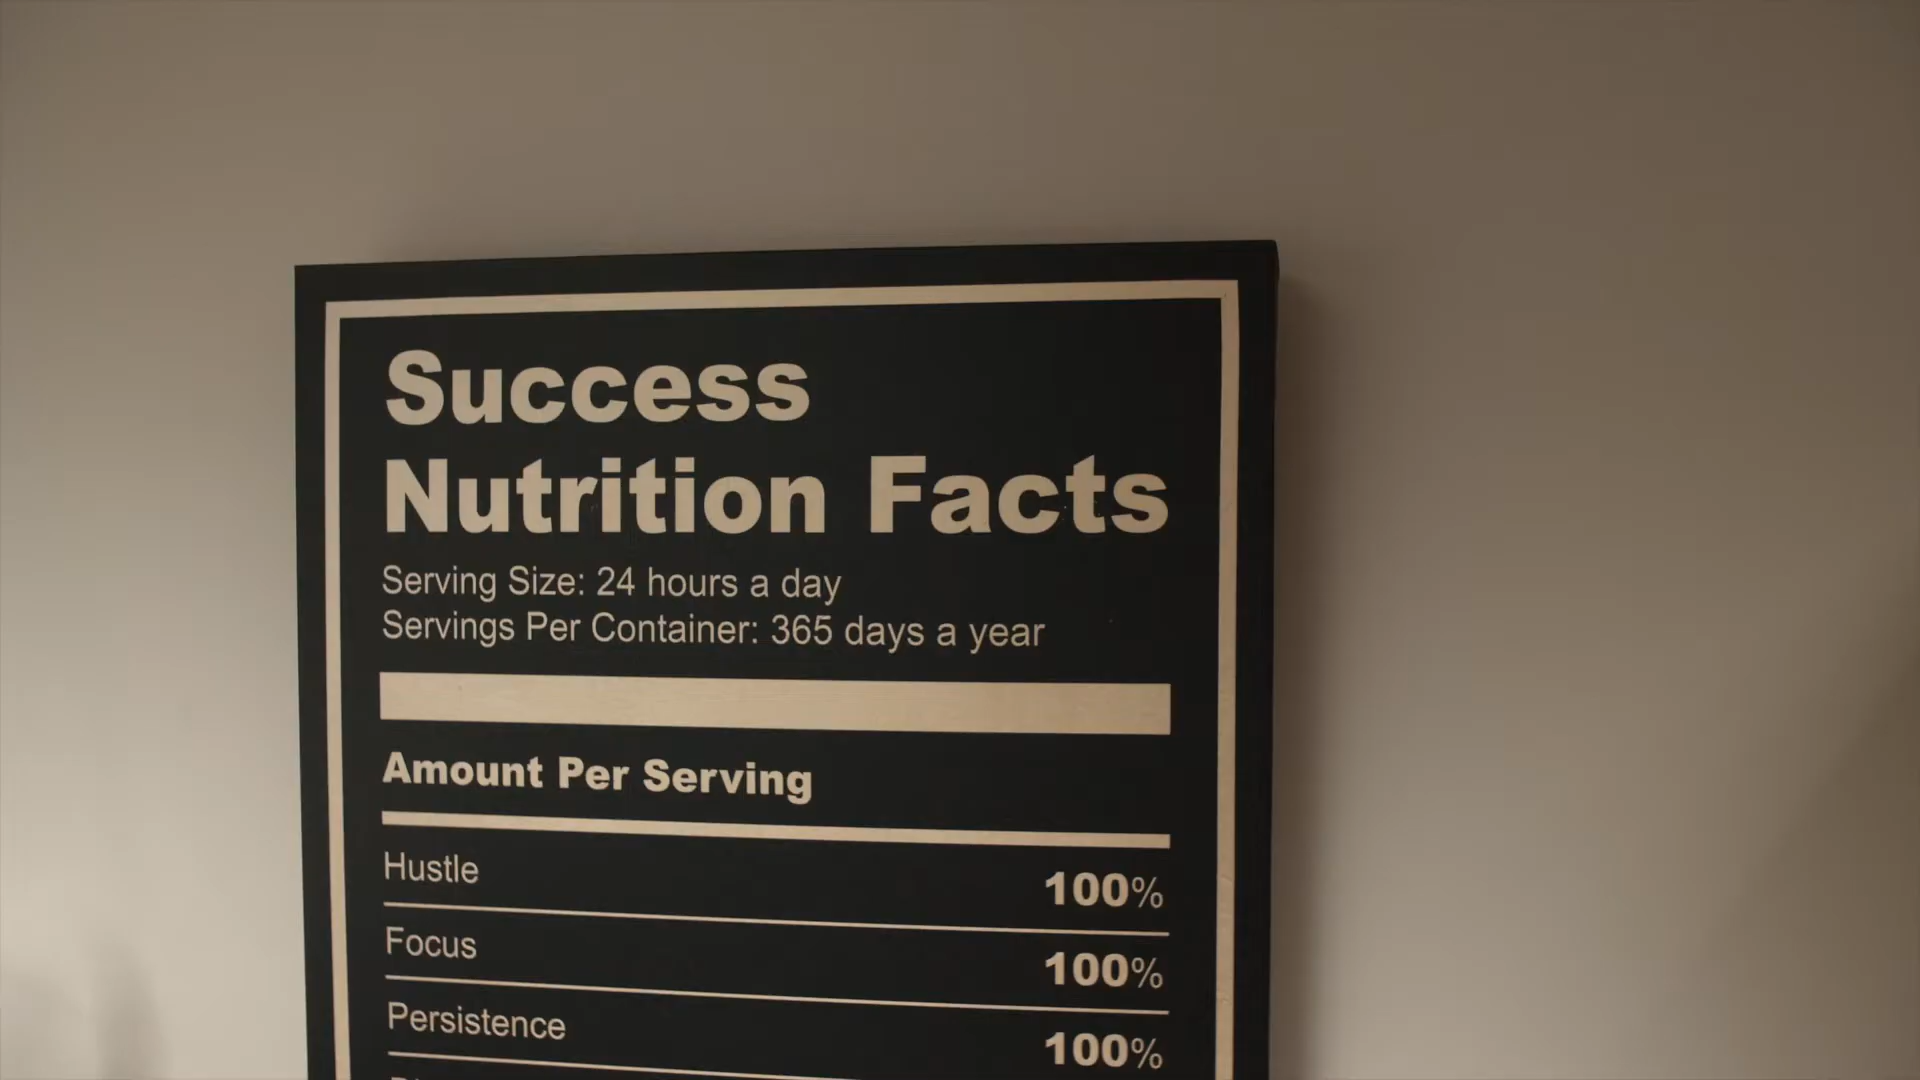 Success
Nutrition Facts
Serving Size: 24 hours a day
Servings Per Container: 365 days a year
Amount Per Serving
Hustle 100%
Focus 100%
Persistence 100%